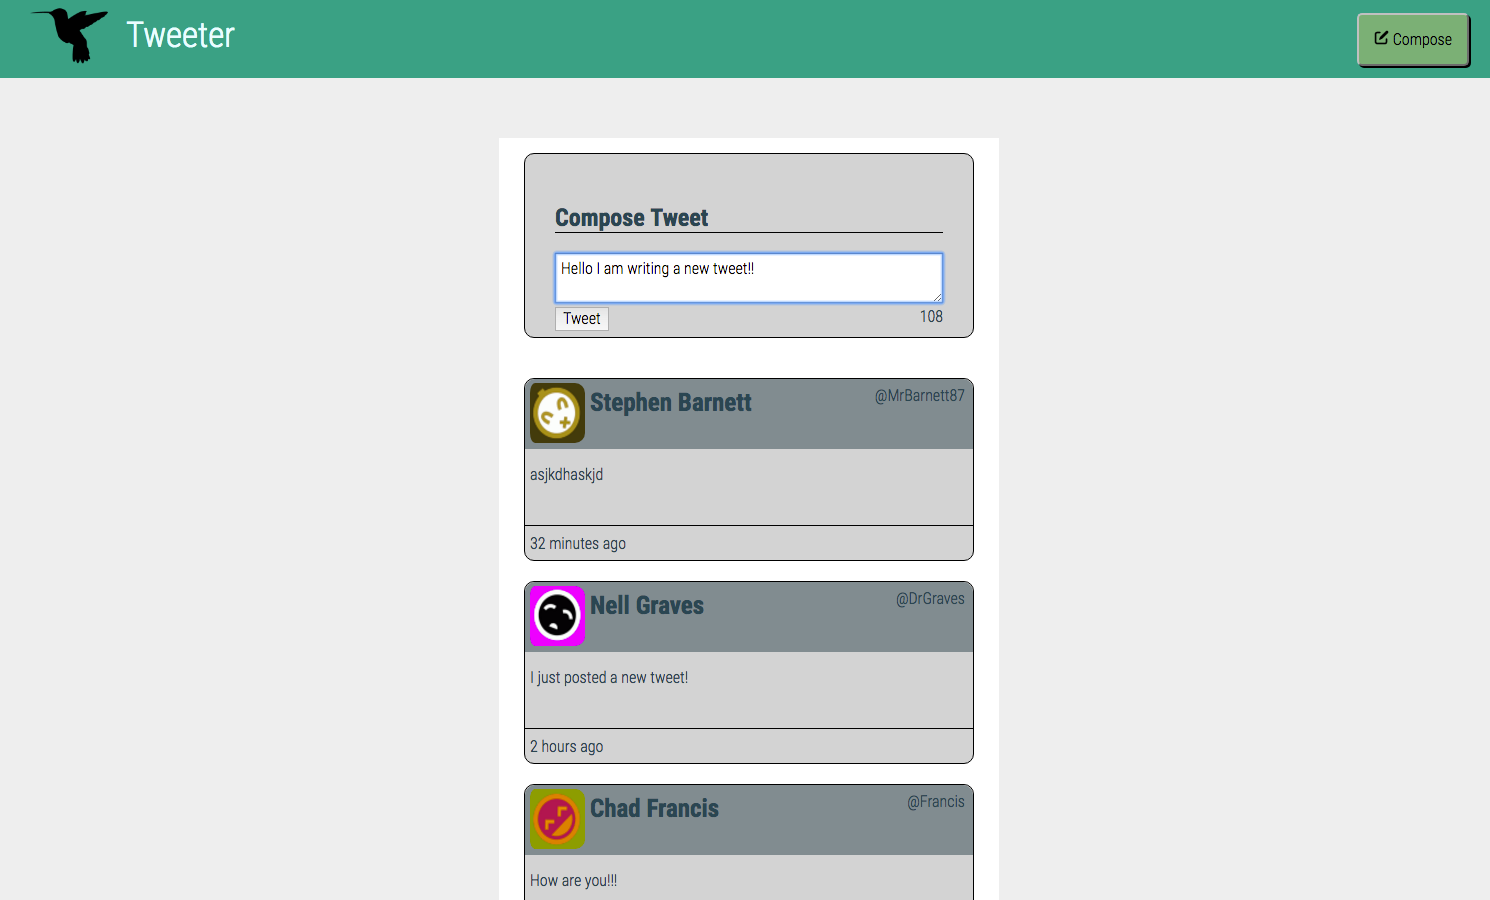 Tweeter
Compose
Compose Tweet
Hello I am writing a new tweet!!
Tweet
108
Stephen Barnett
@MrBarnett87
asjkdhaskjd
32 minutes ago
Nell Graves
@DrGraves
I just posted a new tweet!
2 hours ago
Chad Francis
@Francis
How are you!!!